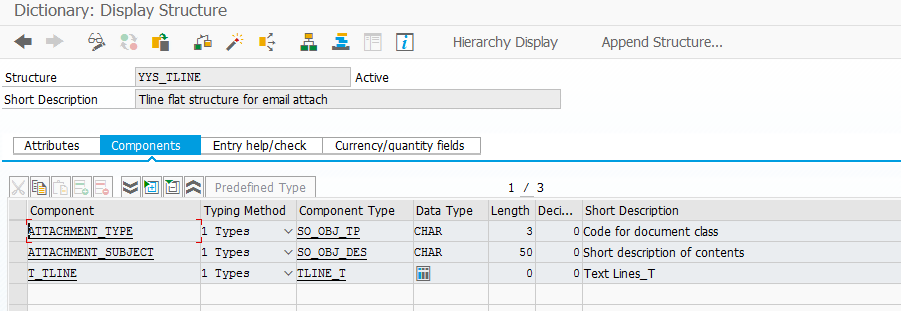 Dictionary: Display Structure
Hierarchy Display Append Structure...
Structure YYS_TLINE Active
Short Description Tline flat structure for email attach
Attributes Components Entry help/check Currency/quantity fields
Predefined Type 1 / 3
Component Typing Method Component Type Data Type Length Deci... Short Description
ATTACHMENT_TYPE 1 Types SO_OBJ_TP CHAR 3 0 Code for document class
ATTACHMENT_SUBJECT 1 Types SO_OBJ_DES CHAR 50 0 Short description of contents
T_TLINE 1 Types TLINE_T 0 0 Text Lines_T